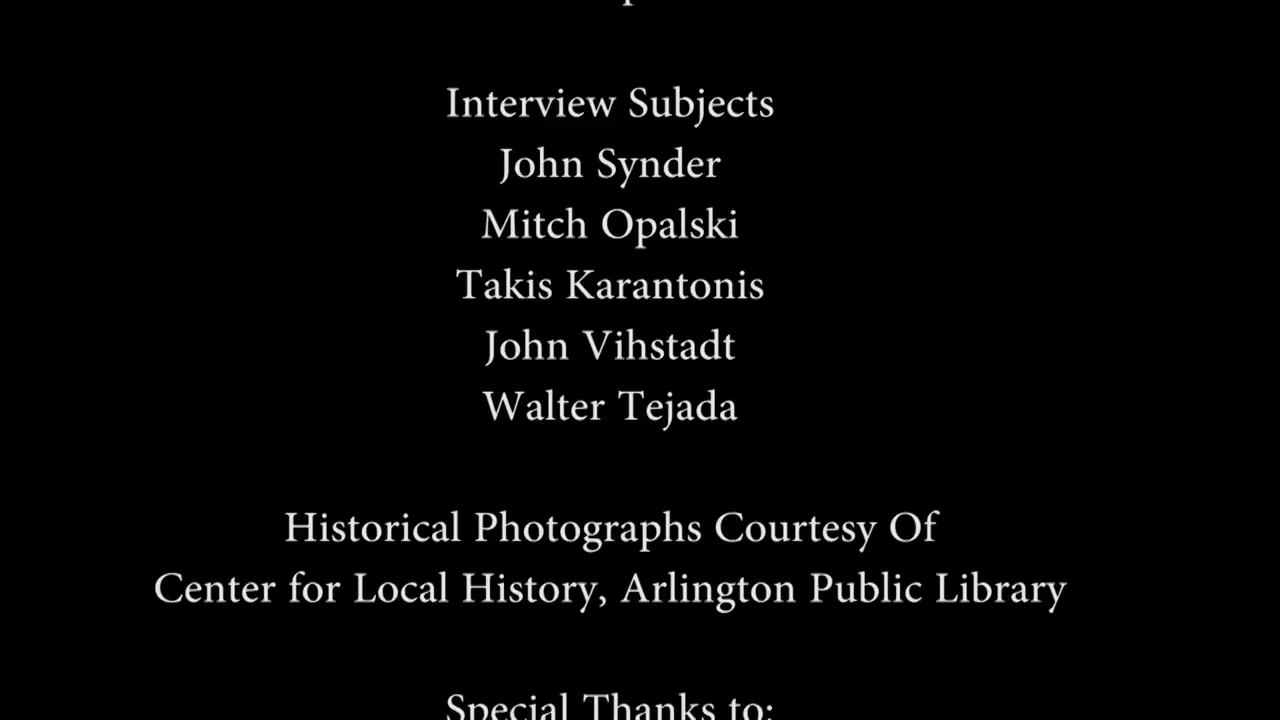 Interview Subjects
John Synder
Mitch Opalski
Takis Karantonis
John Vihstadt
Walter Tejada
Historical Photographs Courtesy Of
Center for Local History, Arlington Public Library
Special Thanks to: